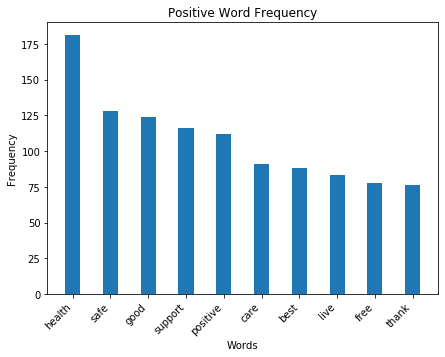 Positive Word Frequency
Frequency
175
150
125
100
75
50
25
0
health
safe
good
support
positive
care
best
live
free
thank
Words